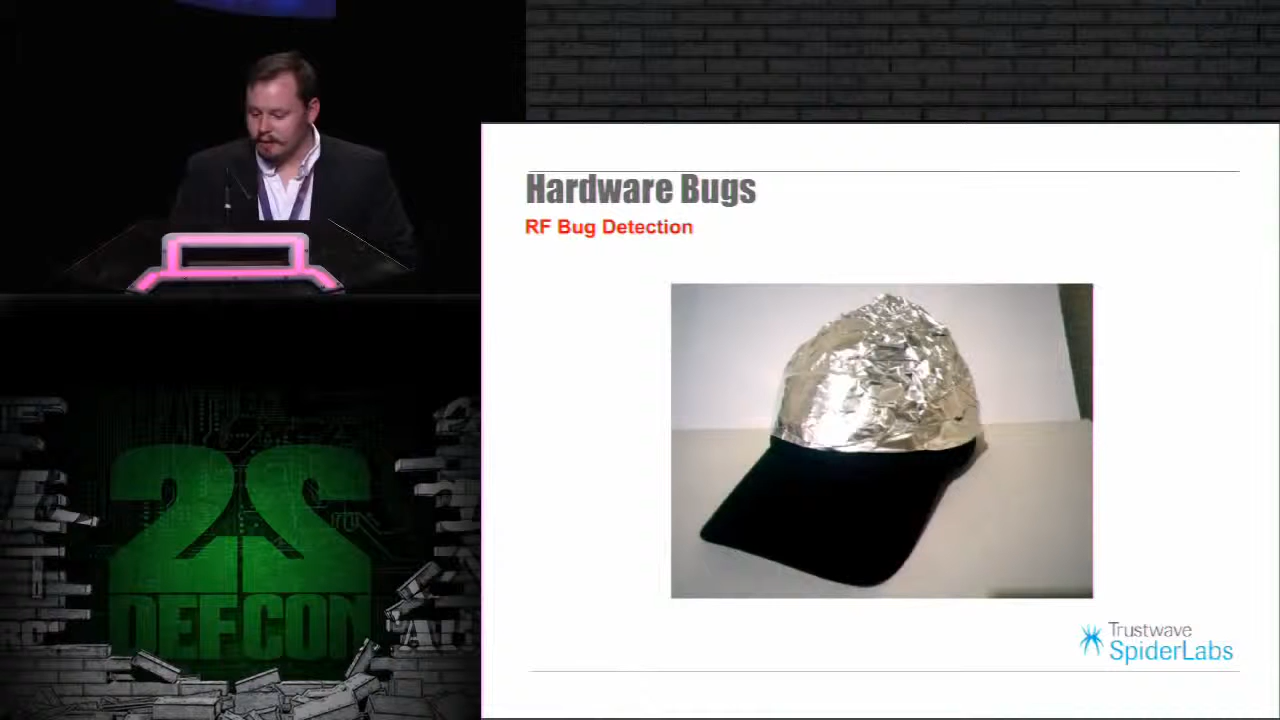 Hardware Bugs
RF Bug Detection
Trustwave
SpiderLabs
22
DEFCON